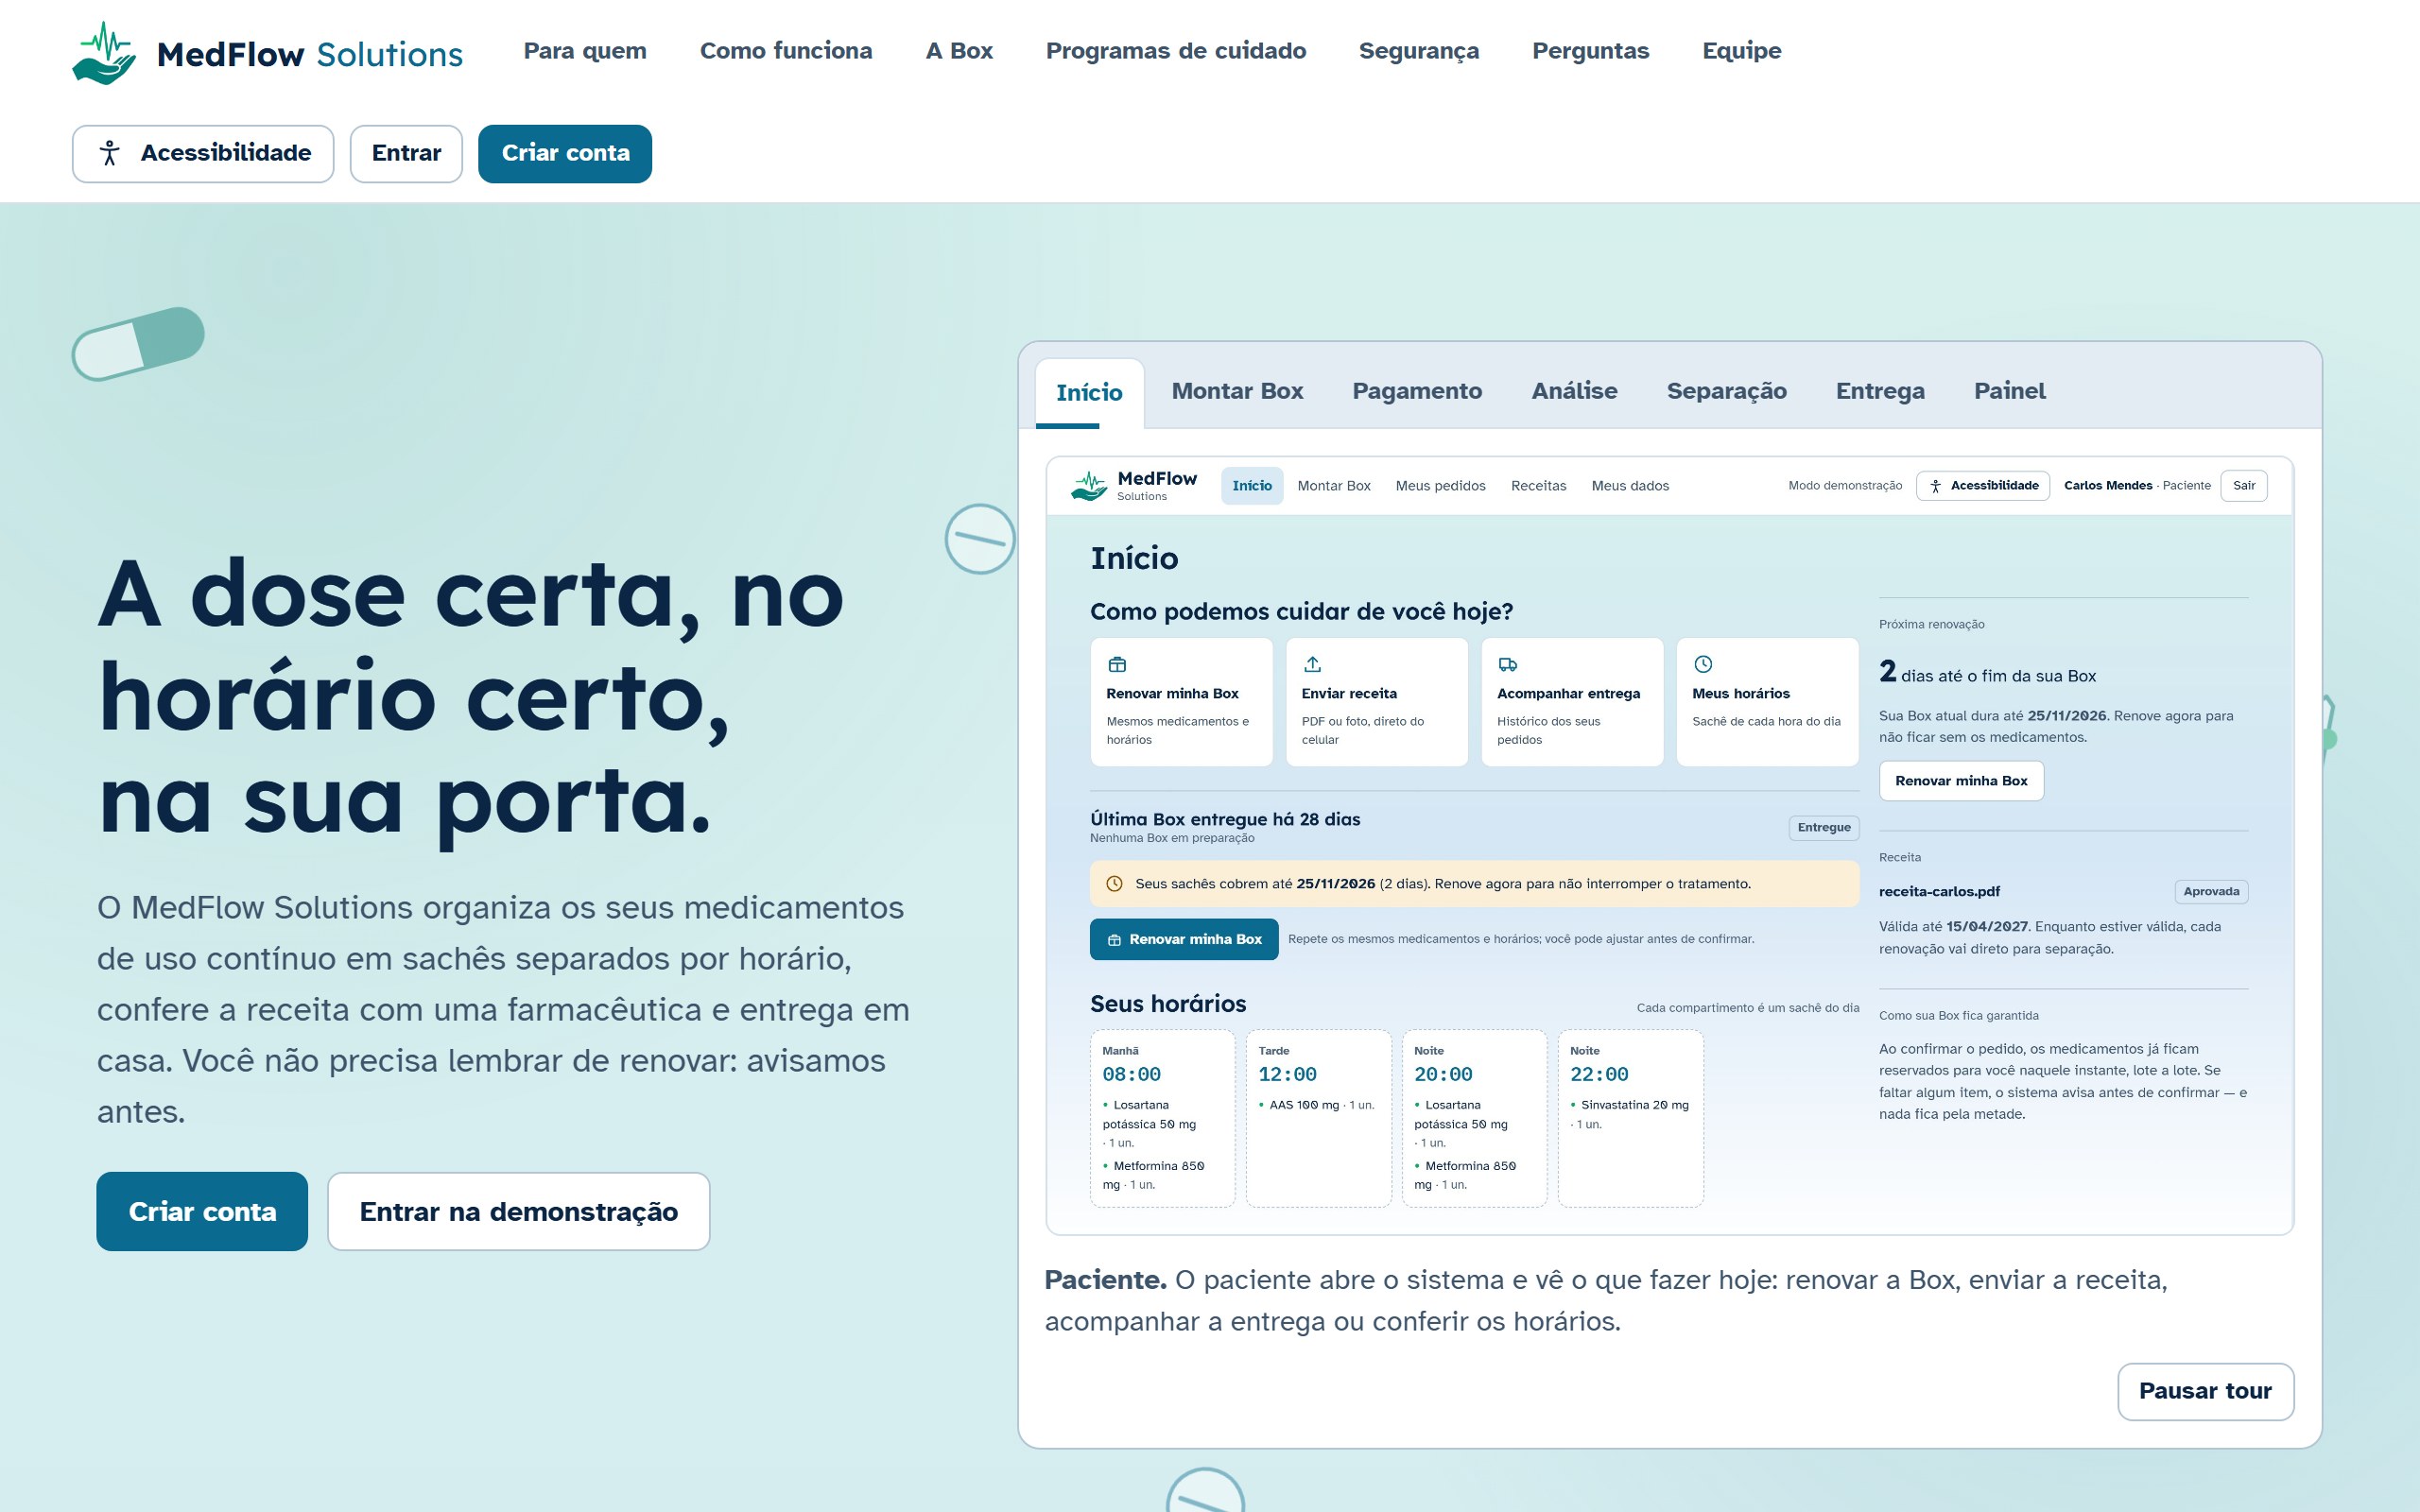 MedFlow Solutions
Para quem
Como funciona
A Box
Programas de cuidado
Segurança
Perguntas
Equipe
Acessibilidade
Entrar
Criar conta
A dose certa, no
horário certo,
na sua porta.
O MedFlow Solutions organiza os seus medicamentos
de uso contínuo em sachês separados por horário,
confere a receita com uma farmacêutica e entrega em
casa. Você não precisa lembrar de renovar: avisamos
antes.
Criar conta
Entrar na demonstração
Início
Montar Box
Pagamento
Análise
Separação
Entrega
Painel
MedFlow
Solutions
Início
Montar Box
Meus pedidos
Receitas
Meus dados
Modo demonstração
Acessibilidade
Carlos Mendes · Paciente
Sair
Início
Como podemos cuidar de você hoje?
Renovar minha Box
Mesmos medicamentos e
horários
Enviar receita
PDF ou foto, direto do
celular
Acompanhar entrega
Histórico dos seus
pedidos
Meus horários
Sachê de cada hora do dia
Última Box entregue há 28 dias
Nenhuma Box em preparação
Entregue
Seus sachês cobrem até 25/11/2026 (2 dias). Renove agora para não interromper o tratamento.
Renovar minha Box
Repete os mesmos medicamentos e horários; você pode ajustar antes de confirmar.
Seus horários
Cada compartimento é um sachê do dia
Manhã
08:00
• Losartana
potássica 50 mg
· 1 un.
• Metformina 850
mg · 1 un.
Tarde
12:00
• AAS 100 mg · 1 un.
Noite
20:00
• Losartana
potássica 50 mg
· 1 un.
• Metformina 850
mg · 1 un.
Noite
22:00
• Sinvastatina 20 mg
· 1 un.
Próxima renovação
2 dias até o fim da sua Box
Sua Box atual dura até 25/11/2026. Renove agora para
não ficar sem os medicamentos.
Renovar minha Box
Receita
receita-carlos.pdf
Aprovada
Válida até 15/04/2027. Enquanto estiver válida, cada
renovação vai direto para separação.
Como sua Box fica garantida
Ao confirmar o pedido, os medicamentos já ficam
reservados para você naquele instante, lote a lote. Se
faltar algum item, o sistema avisa antes de confirmar — e
nada fica pela metade.
Paciente. O paciente abre o sistema e vê o que fazer hoje: renovar a Box, enviar a receita,
acompanhar a entrega ou conferir os horários.
Pausar tour